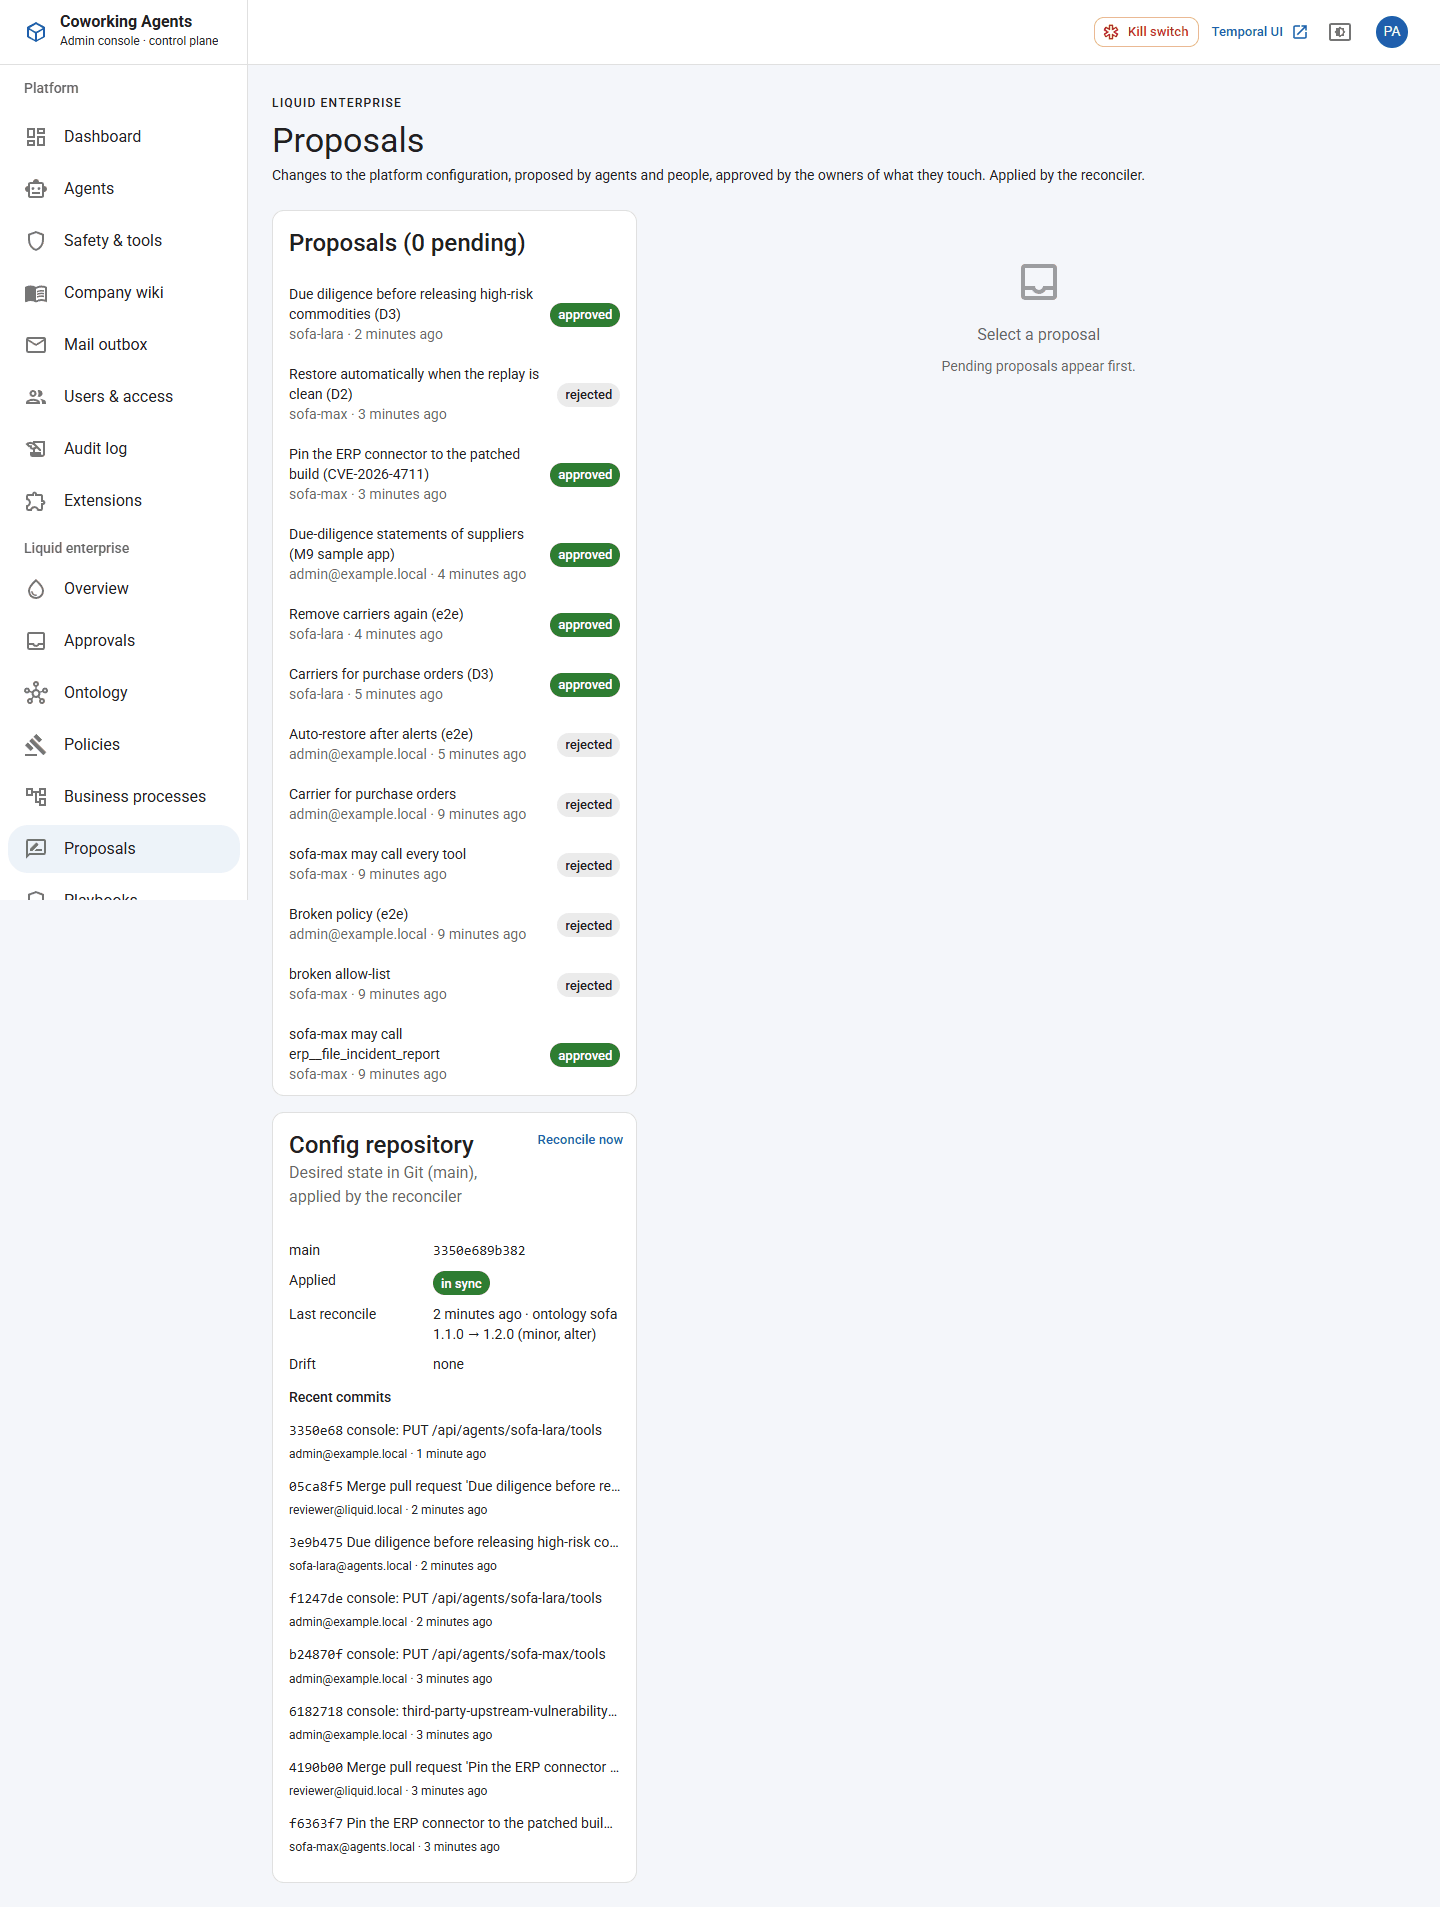 Coworking Agents
Admin console · control plane
Kill switch
Temporal UI
PA
Platform
Dashboard
Agents
Safety & tools
Company wiki
Mail outbox
Users & access
Audit log
Extensions
Liquid enterprise
Overview
Approvals
Ontology
Policies
Business processes
Proposals
Playbooks
LIQUID ENTERPRISE
Proposals
Changes to the platform configuration, proposed by agents and people, approved by the owners of what they touch. Applied by the reconciler.
Proposals (0 pending)
Due diligence before releasing high-risk
commodities (D3)
sofa-lara · 2 minutes ago
approved
Restore automatically when the replay is
clean (D2)
sofa-max · 3 minutes ago
rejected
Pin the ERP connector to the patched
build (CVE-2026-4711)
sofa-max · 3 minutes ago
approved
Due-diligence statements of suppliers
(M9 sample app)
admin@example.local · 4 minutes ago
approved
Remove carriers again (e2e)
sofa-lara · 4 minutes ago
approved
Carriers for purchase orders (D3)
sofa-lara · 5 minutes ago
approved
Auto-restore after alerts (e2e)
admin@example.local · 5 minutes ago
rejected
Carrier for purchase orders
admin@example.local · 9 minutes ago
rejected
sofa-max may call every tool
sofa-max · 9 minutes ago
rejected
Broken policy (e2e)
admin@example.local · 9 minutes ago
rejected
broken allow-list
sofa-max · 9 minutes ago
rejected
sofa-max may call
erp__file_incident_report
sofa-max · 9 minutes ago
approved
Select a proposal
Pending proposals appear first.
Config repository
Reconcile now
Desired state in Git (main),
applied by the reconciler
main 3350e689b382
Applied in sync
Last reconcile 2 minutes ago · ontology sofa
1.1.0 → 1.2.0 (minor, alter)
Drift none
Recent commits
3350e68 console: PUT /api/agents/sofa-lara/tools
admin@example.local · 1 minute ago
05ca8f5 Merge pull request 'Due diligence before re…
reviewer@liquid.local · 2 minutes ago
3e9b475 Due diligence before releasing high-risk co…
sofa-lara@agents.local · 2 minutes ago
f1247de console: PUT /api/agents/sofa-lara/tools
admin@example.local · 2 minutes ago
b24870f console: PUT /api/agents/sofa-max/tools
admin@example.local · 3 minutes ago
6182718 console: third-party-upstream-vulnerability…
admin@example.local · 3 minutes ago
4190b00 Merge pull request 'Pin the ERP connector …
reviewer@liquid.local · 3 minutes ago
f6363f7 Pin the ERP connector to the patched buil…
sofa-max@agents.local · 3 minutes ago